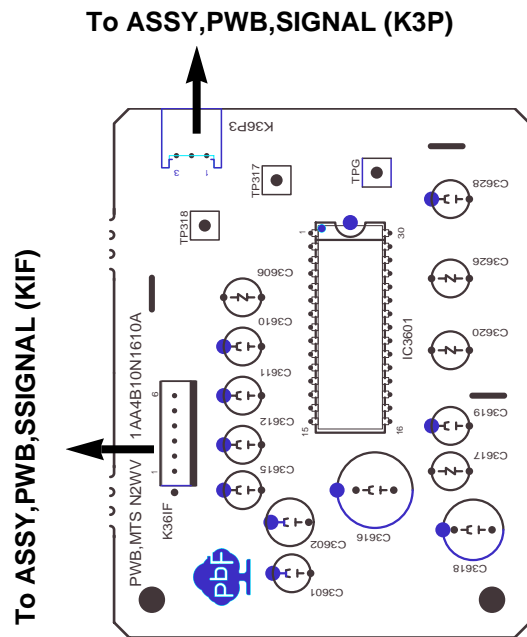 To ASSY,PWB,SIGNAL (K3P)
K36P3
3
1
TP317
TPG
C3628
TP318
1
30
C3606
C3626
C3610
C3611
IC3601
C3620
C3612
C3619
15
16
C3615
C3617
C3602
C3616
C3618
C3601
6
1
K36IF
PWB,MTS N2WV 1AA4B10N1610A
To ASSY,PWB,SSIGNAL (KIF)
pbF